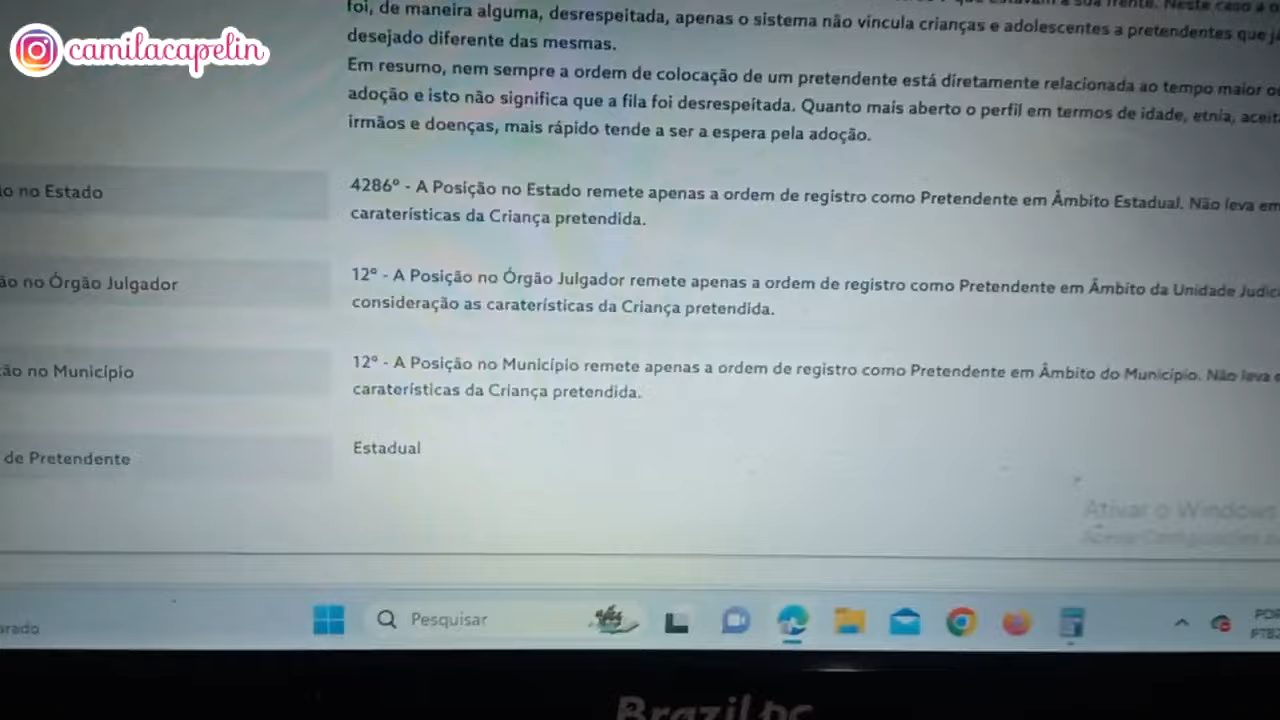 camilacapelin
foi, de maneira alguma, desrespeitada, apenas o sistema não vincula crianças e adolescentes a pretendentes que já
desejado diferente das mesmas.
Em resumo, nem sempre a ordem de colocação de um pretendente está diretamente relacionada ao tempo maior
adoção e isto não significa que a fila foi desrespeitada. Quanto mais aberto o perfil em termos de idade, etnia,
irmãos e doenças, mais rápido tende a ser a espera pela adoção.
no Estado
4286º - A Posição no Estado remete apenas a ordem de registro como Pretendente em Âmbito Estadual. Não leva em
caraterísticas da Criança pretendida.
no Órgão Julgador
12º - A Posição no Órgão Julgador remete apenas a ordem de registro como Pretendente em Âmbito da Unidade
consideração as caraterísticas da Criança pretendida.
no Município
12º - A Posição no Município remete apenas a ordem de registro como Pretendente em Âmbito do Município. Não leva
caraterísticas da Criança pretendida.
de Pretendente
Estadual
Ativar o Windows
Pesquisar
Brazil pc